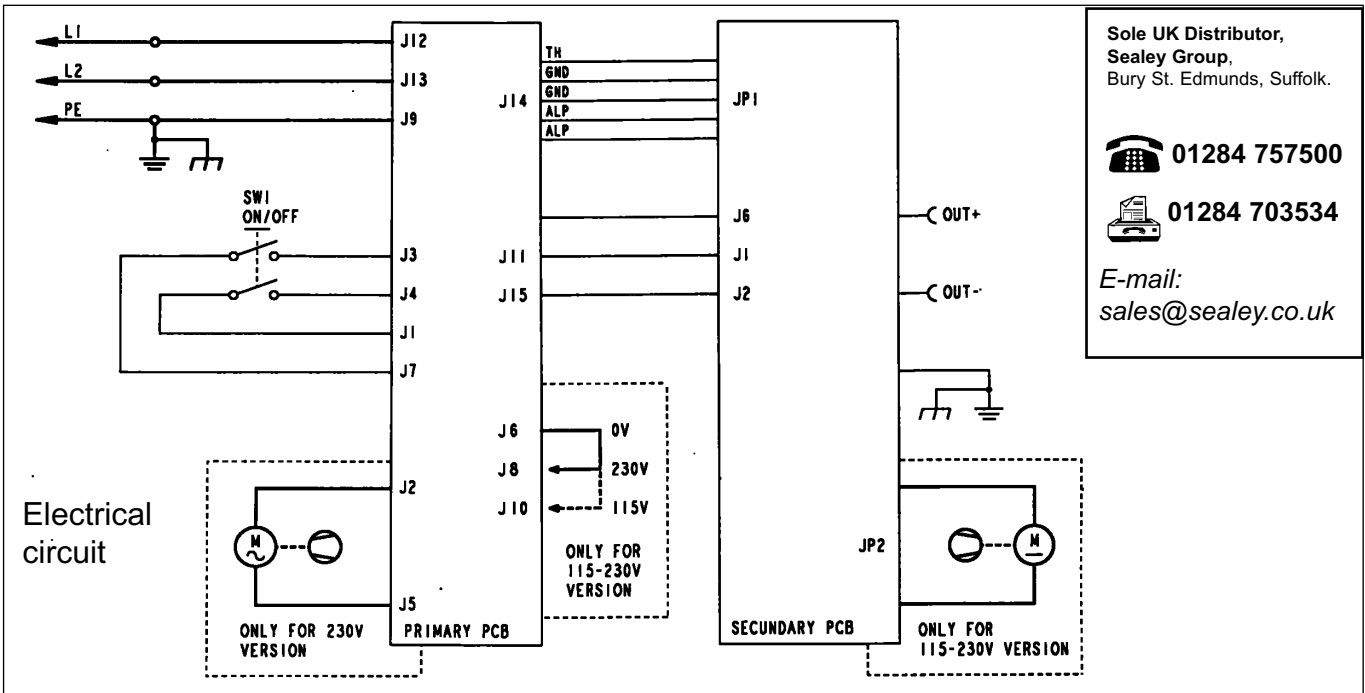 L1
L2
PE
J12
J13
J9
J14
TH
GND
GND
ALP
ALP
JP1
SW1
ON/OFF
J3
J4
J1
J7
J11
J15
J6
J1
J2
OUT+
OUT-
J6
J8
J10
0V
230V
115V
ONLY FOR
115-230V
VERSION
Electrical
circuit
J2
M
J5
ONLY FOR 230V
VERSION
PRIMARY PCB
JP2
M
SECUNDARY PCB
ONLY FOR
115-230V VERSION
Sole UK Distributor,
Sealey Group,
Bury St. Edmunds, Suffolk.
01284 757500
01284 703534
E-mail:
sales@sealey.co.uk